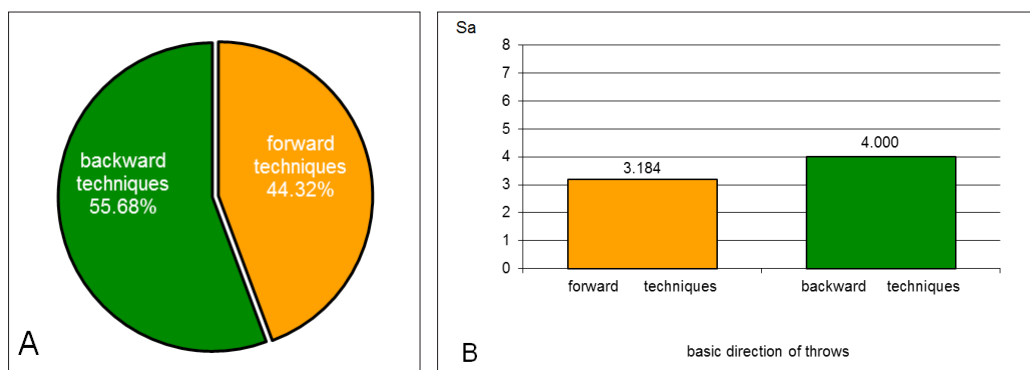 backward
techniques
55.68%
forward
techniques
44.32%
A
Sa
8
7
6
5
4
3
2
1
0
3.184
4.000
forward techniques
backward techniques
basic direction of throws
B